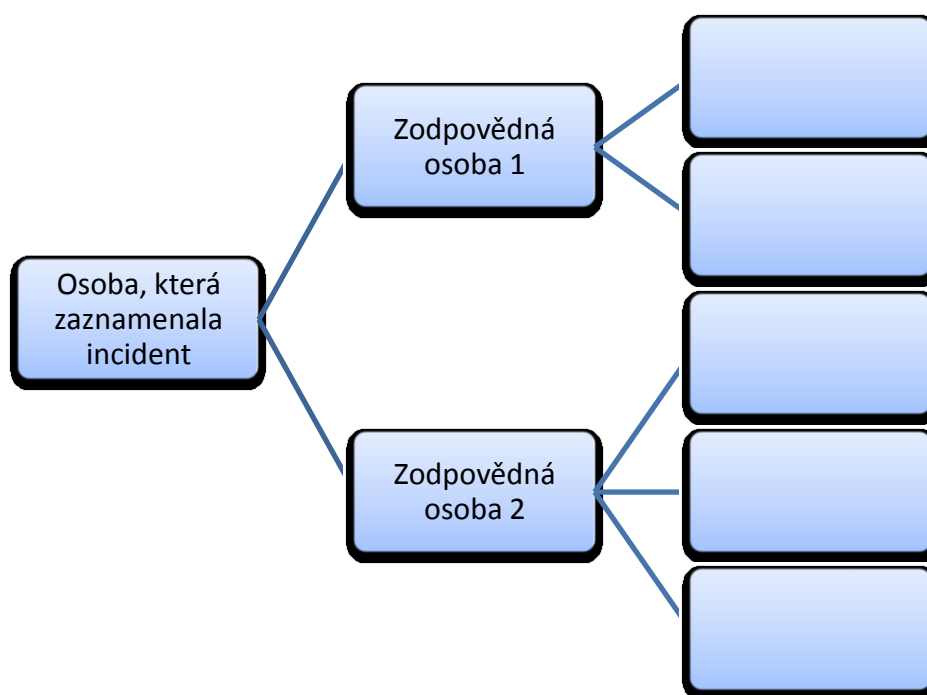 Zodpovědná
osoba 1
Osoba, která
zaznamenala
incident
Zodpovědná
osoba 2